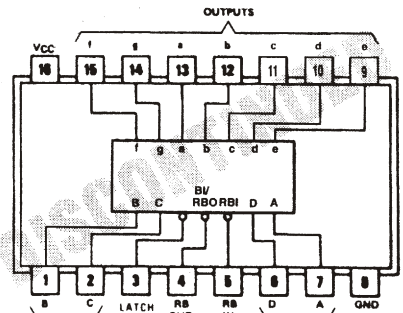 OUTPUTS
VCC f g a b c d e
16 15 14 13 12 11 10 9
f g a b c d e
BI/
B C RBO RBI D A
1 2 3 4 5 6 7 8
B C LATCH RB RB D A GND
DISCONTINUED